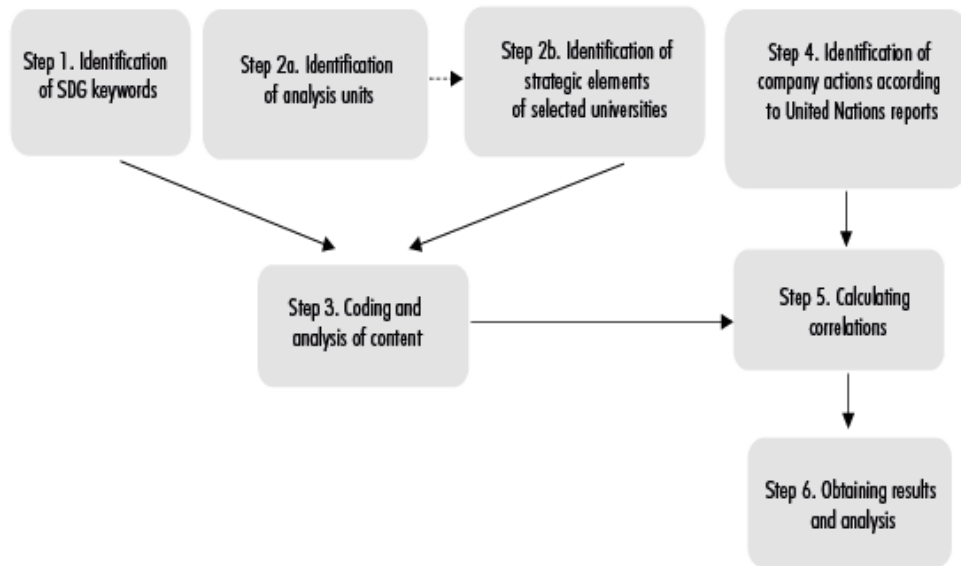 Step 1. Identification
of SDG keywords
Step 2a. Identification
of analysis units
Step 2b. Identification of
strategic elements
of selected universities
Step 4. Identification of
company actions according
to United Nations reports
Step 3. Coding and
analysis of content
Step 5. Calculating
correlations
Step 6. Obtaining results
and analysis